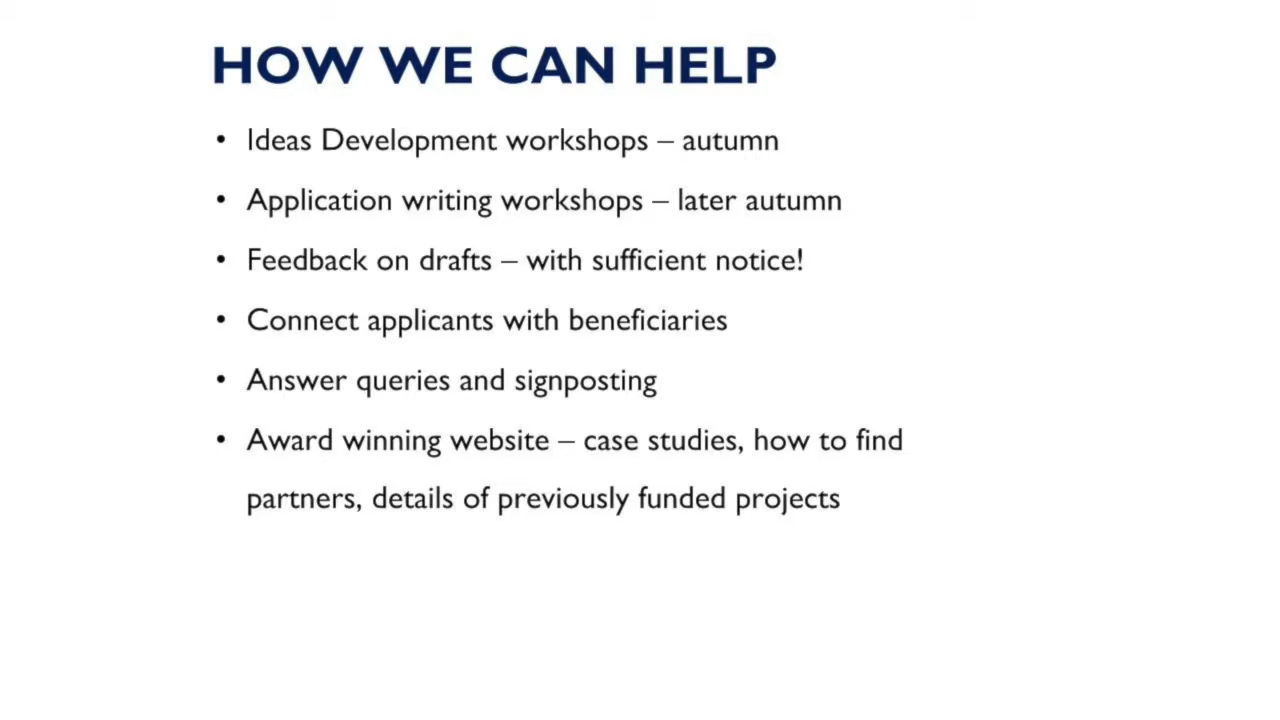 HOW WE CAN HELP
• Ideas Development workshops – autumn
• Application writing workshops – later autumn
• Feedback on drafts – with sufficient notice!
• Connect applicants with beneficiaries
• Answer queries and signposting
• Award winning website – case studies, how to find
partners, details of previously funded projects